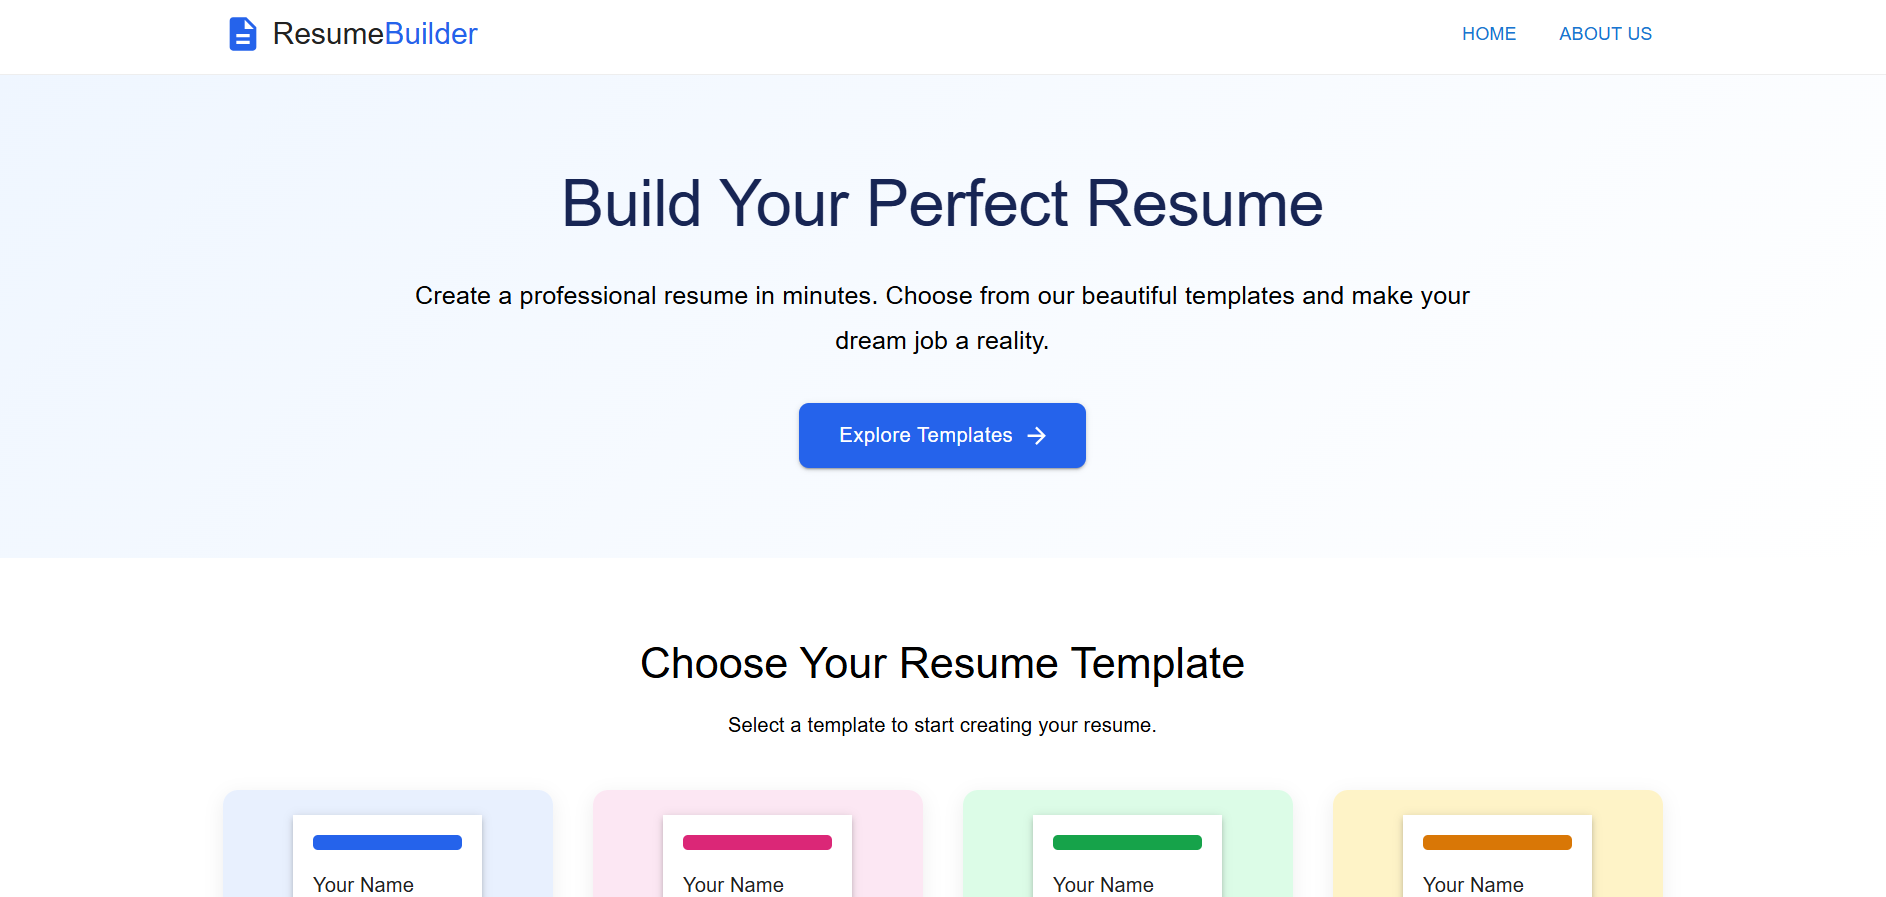 ResumeBuilder
HOME
ABOUT US
Build Your Perfect Resume
Create a professional resume in minutes. Choose from our beautiful templates and make your
dream job a reality.
Explore Templates
Choose Your Resume Template
Select a template to start creating your resume.
Your Name
Your Name
Your Name
Your Name